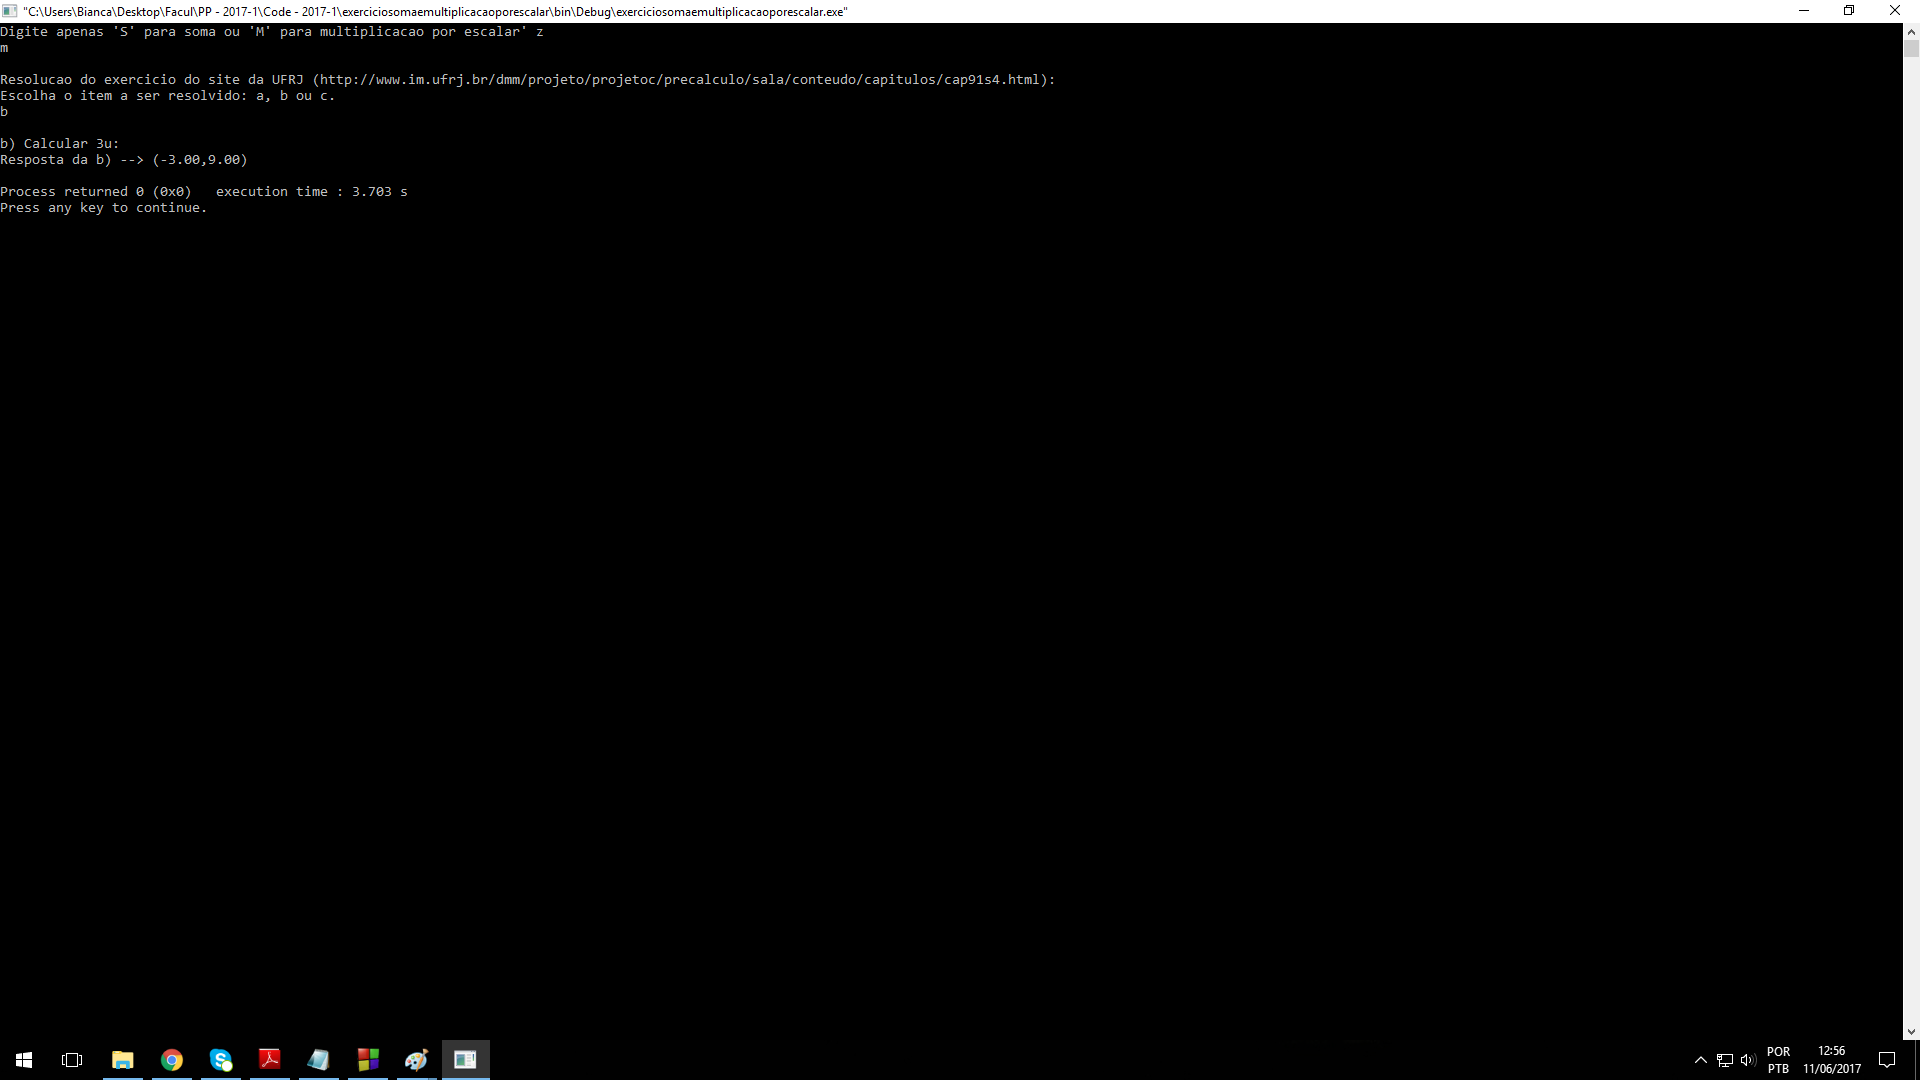 "C:\Users\Bianca\Desktop\Facul\PP - 2017-1\Code - 2017-1\exerciciosomaemultiplicacaoporescalar\bin\Debug\exerciciosomaemultiplicacaoporescalar.exe"
Digite apenas 'S' para soma ou 'M' para multiplicacao por escalar' z
m
Resolucao do exercicio do site da UFRJ (http://www.im.ufrj.br/dmm/projeto/projetoc/precalculo/sala/conteudo/capitulos/cap91s4.html):
Escolha o item a ser resolvido: a, b ou c.
b
b) Calcular 3u:
Resposta da b) --> (-3.00,9.00)
Process returned 0 (0x0)   execution time : 3.703 s
Press any key to continue.
POR
PTB
12:56
11/06/2017